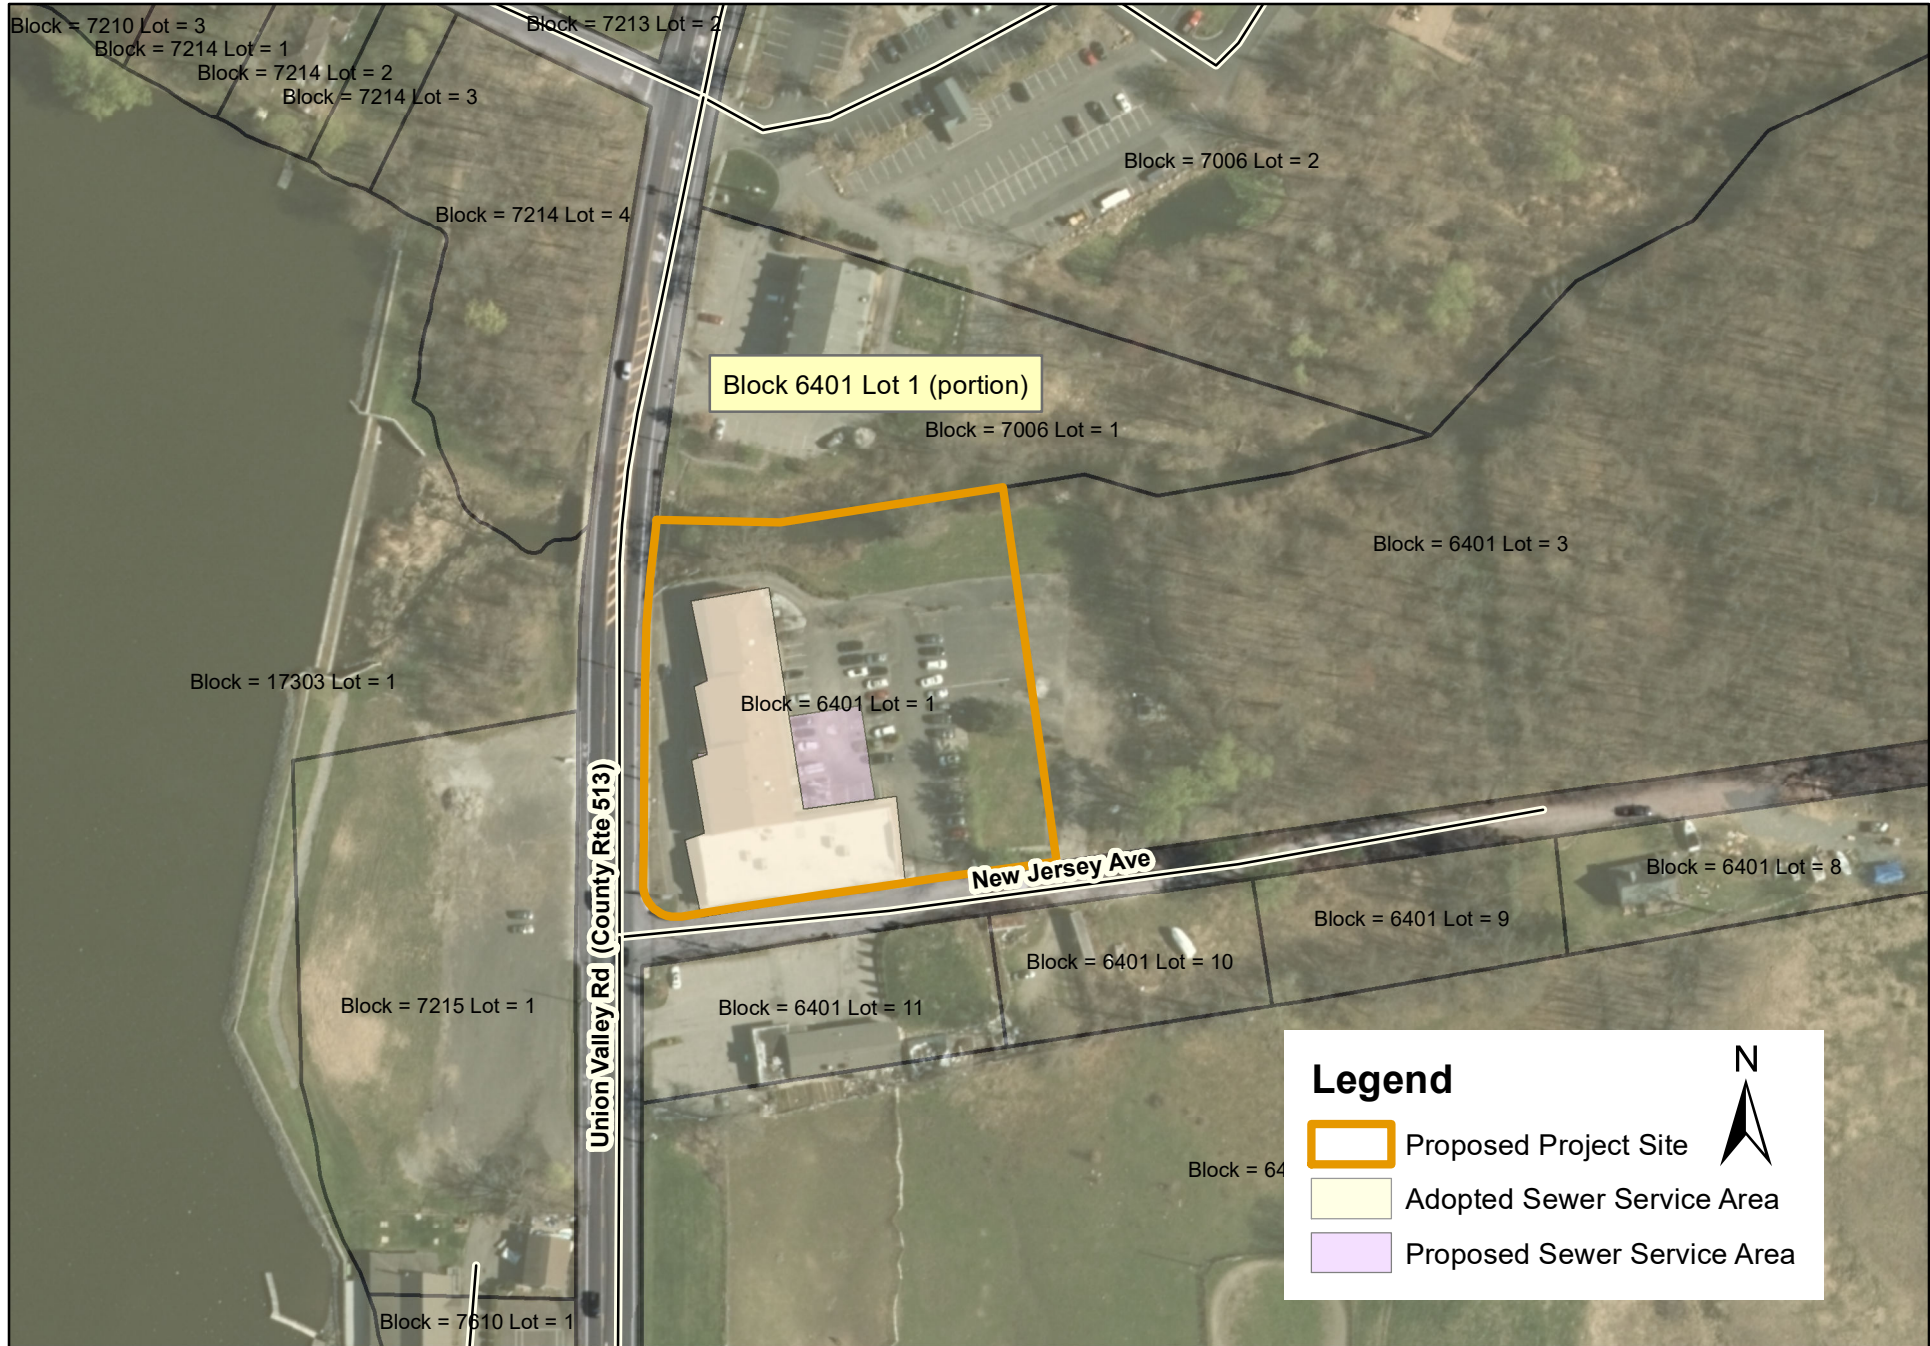 Block = 7210 Lot = 3
Block = 7213 Lot = 2
Block = 7214 Lot = 1
Block = 7214 Lot = 2
Block = 7214 Lot = 3
Block = 7006 Lot = 2
Block = 7214 Lot = 4
Block 6401 Lot 1 (portion)
Block = 7006 Lot = 1
Block = 6401 Lot = 3
Block = 17303 Lot = 1
Block = 6401 Lot = 1
Union Valley Rd (County Rte 513)
New Jersey Ave
Block = 6401 Lot = 8
Block = 6401 Lot = 9
Block = 6401 Lot = 10
Block = 7215 Lot = 1
Block = 6401 Lot = 11
Block = 64
Block = 7610 Lot = 1
Legend
N
Proposed Project Site
Adopted Sewer Service Area
Proposed Sewer Service Area